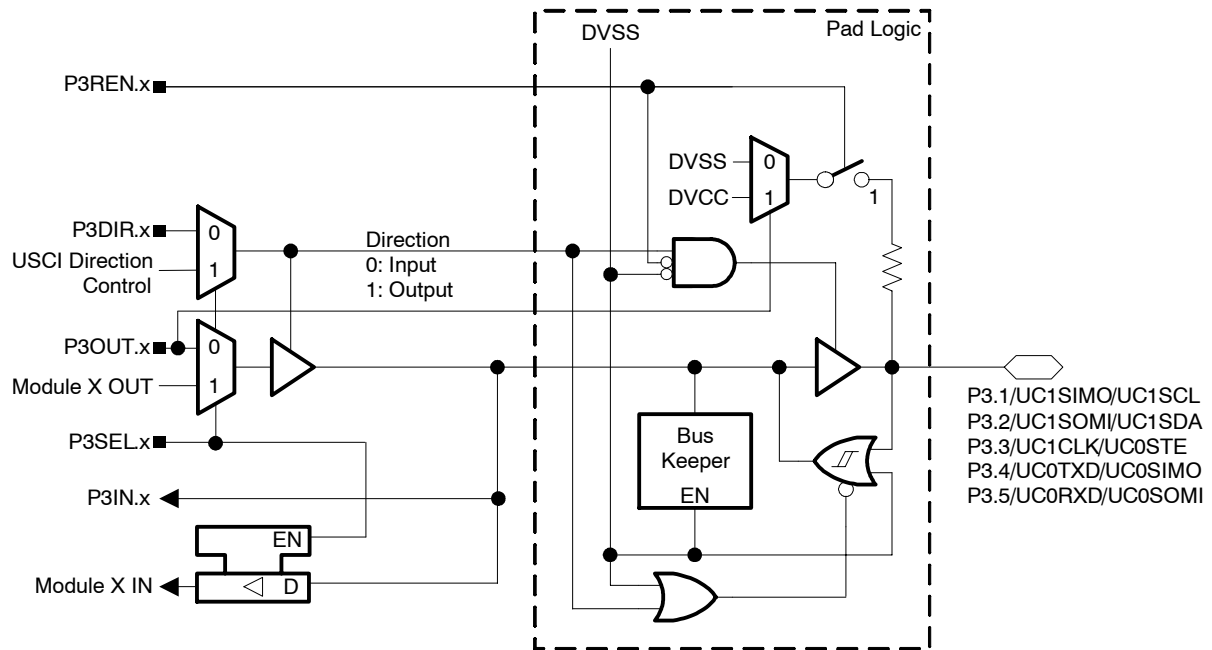 Pad Logic
DVSS
P3REN.x
DVSS
0
DVCC
1
1
P3DIR.x
0
USCI Direction
Control
1
Direction
0: Input
1: Output
P3OUT.x
0
Module X OUT
1
P3SEL.x
Bus
Keeper
EN
P3.1/UC1SIMO/UC1SCL
P3.2/UC1SOMI/UC1SDA
P3.3/UC1CLK/UC0STE
P3.4/UC0TXD/UC0SIMO
P3.5/UC0RXD/UC0SOMI
P3IN.x
EN
Module X IN
D